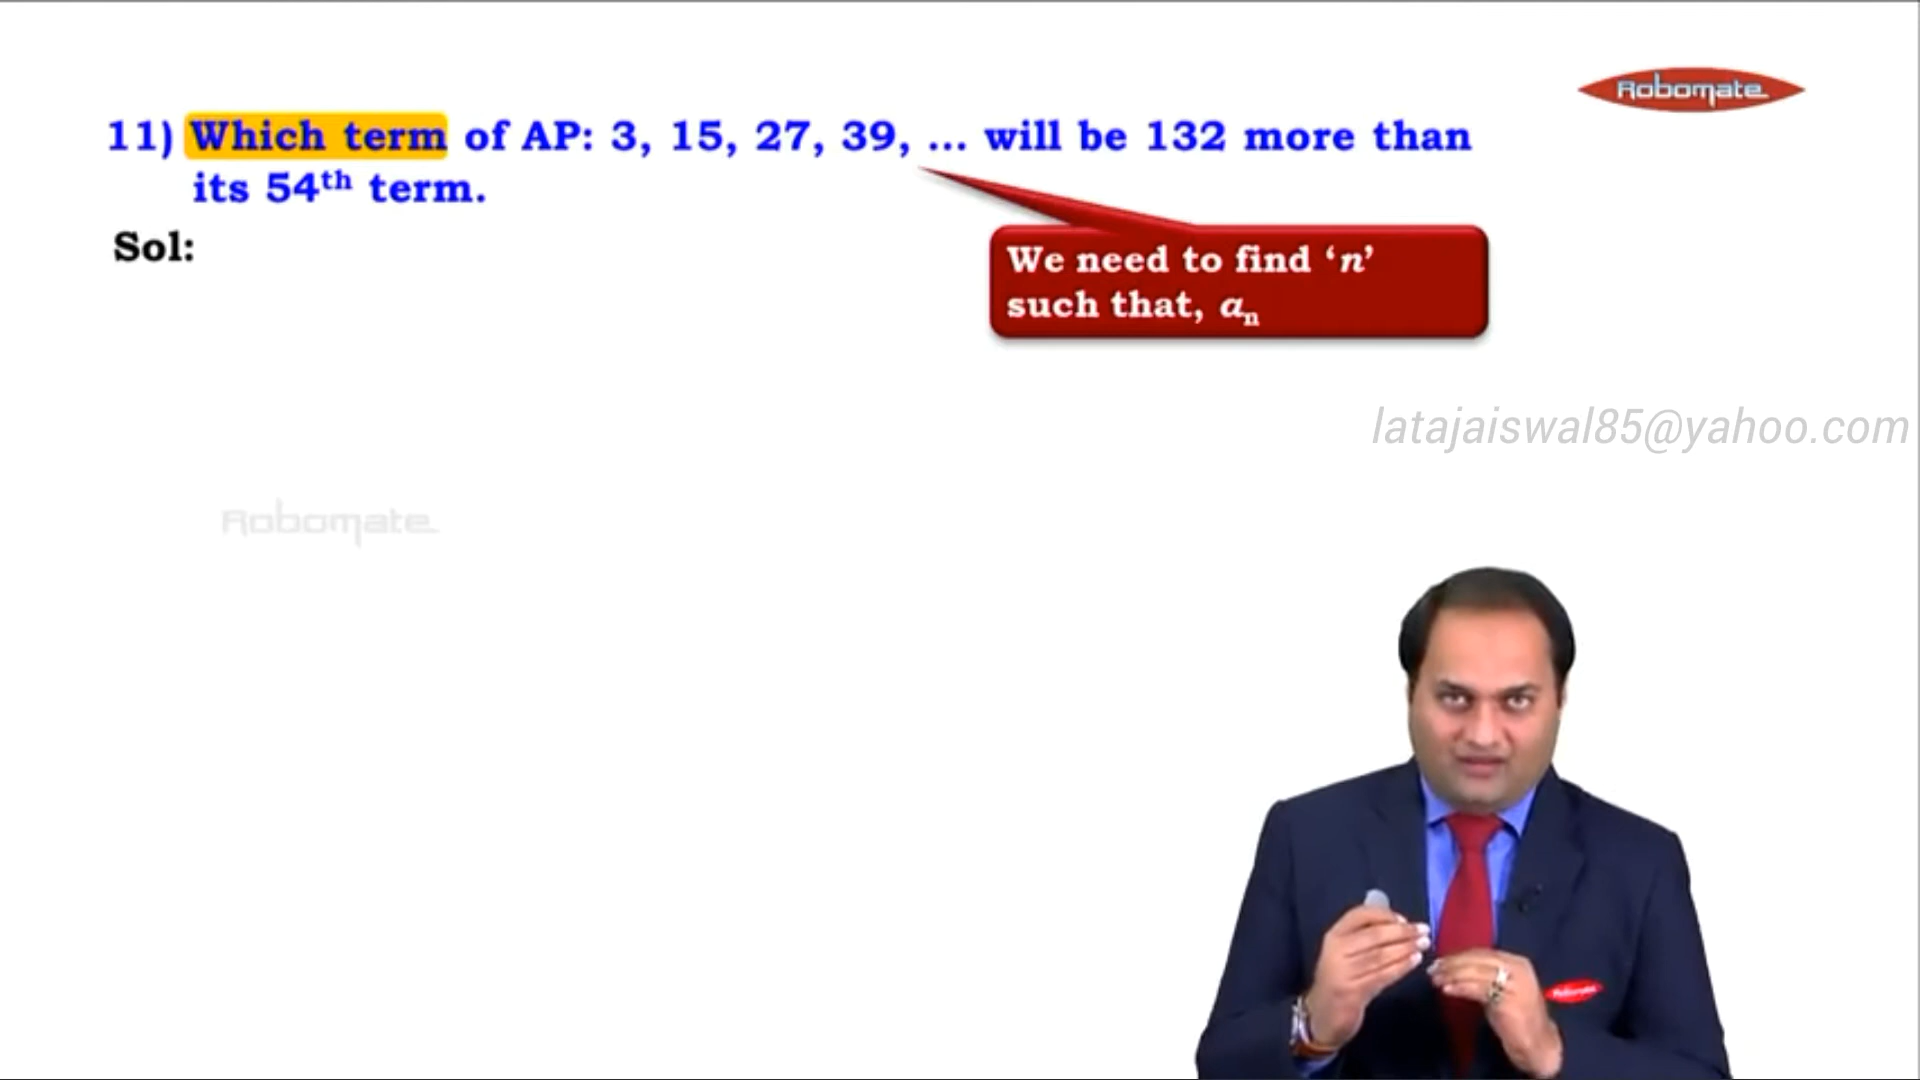 Robomate
11) Which term of AP: 3, 15, 27, 39, ... will be 132 more than
its 54th term.
Sol:
We need to find ‘n’
such that, an
latajaiswal85@yahoo.com
Robomate
Robomate